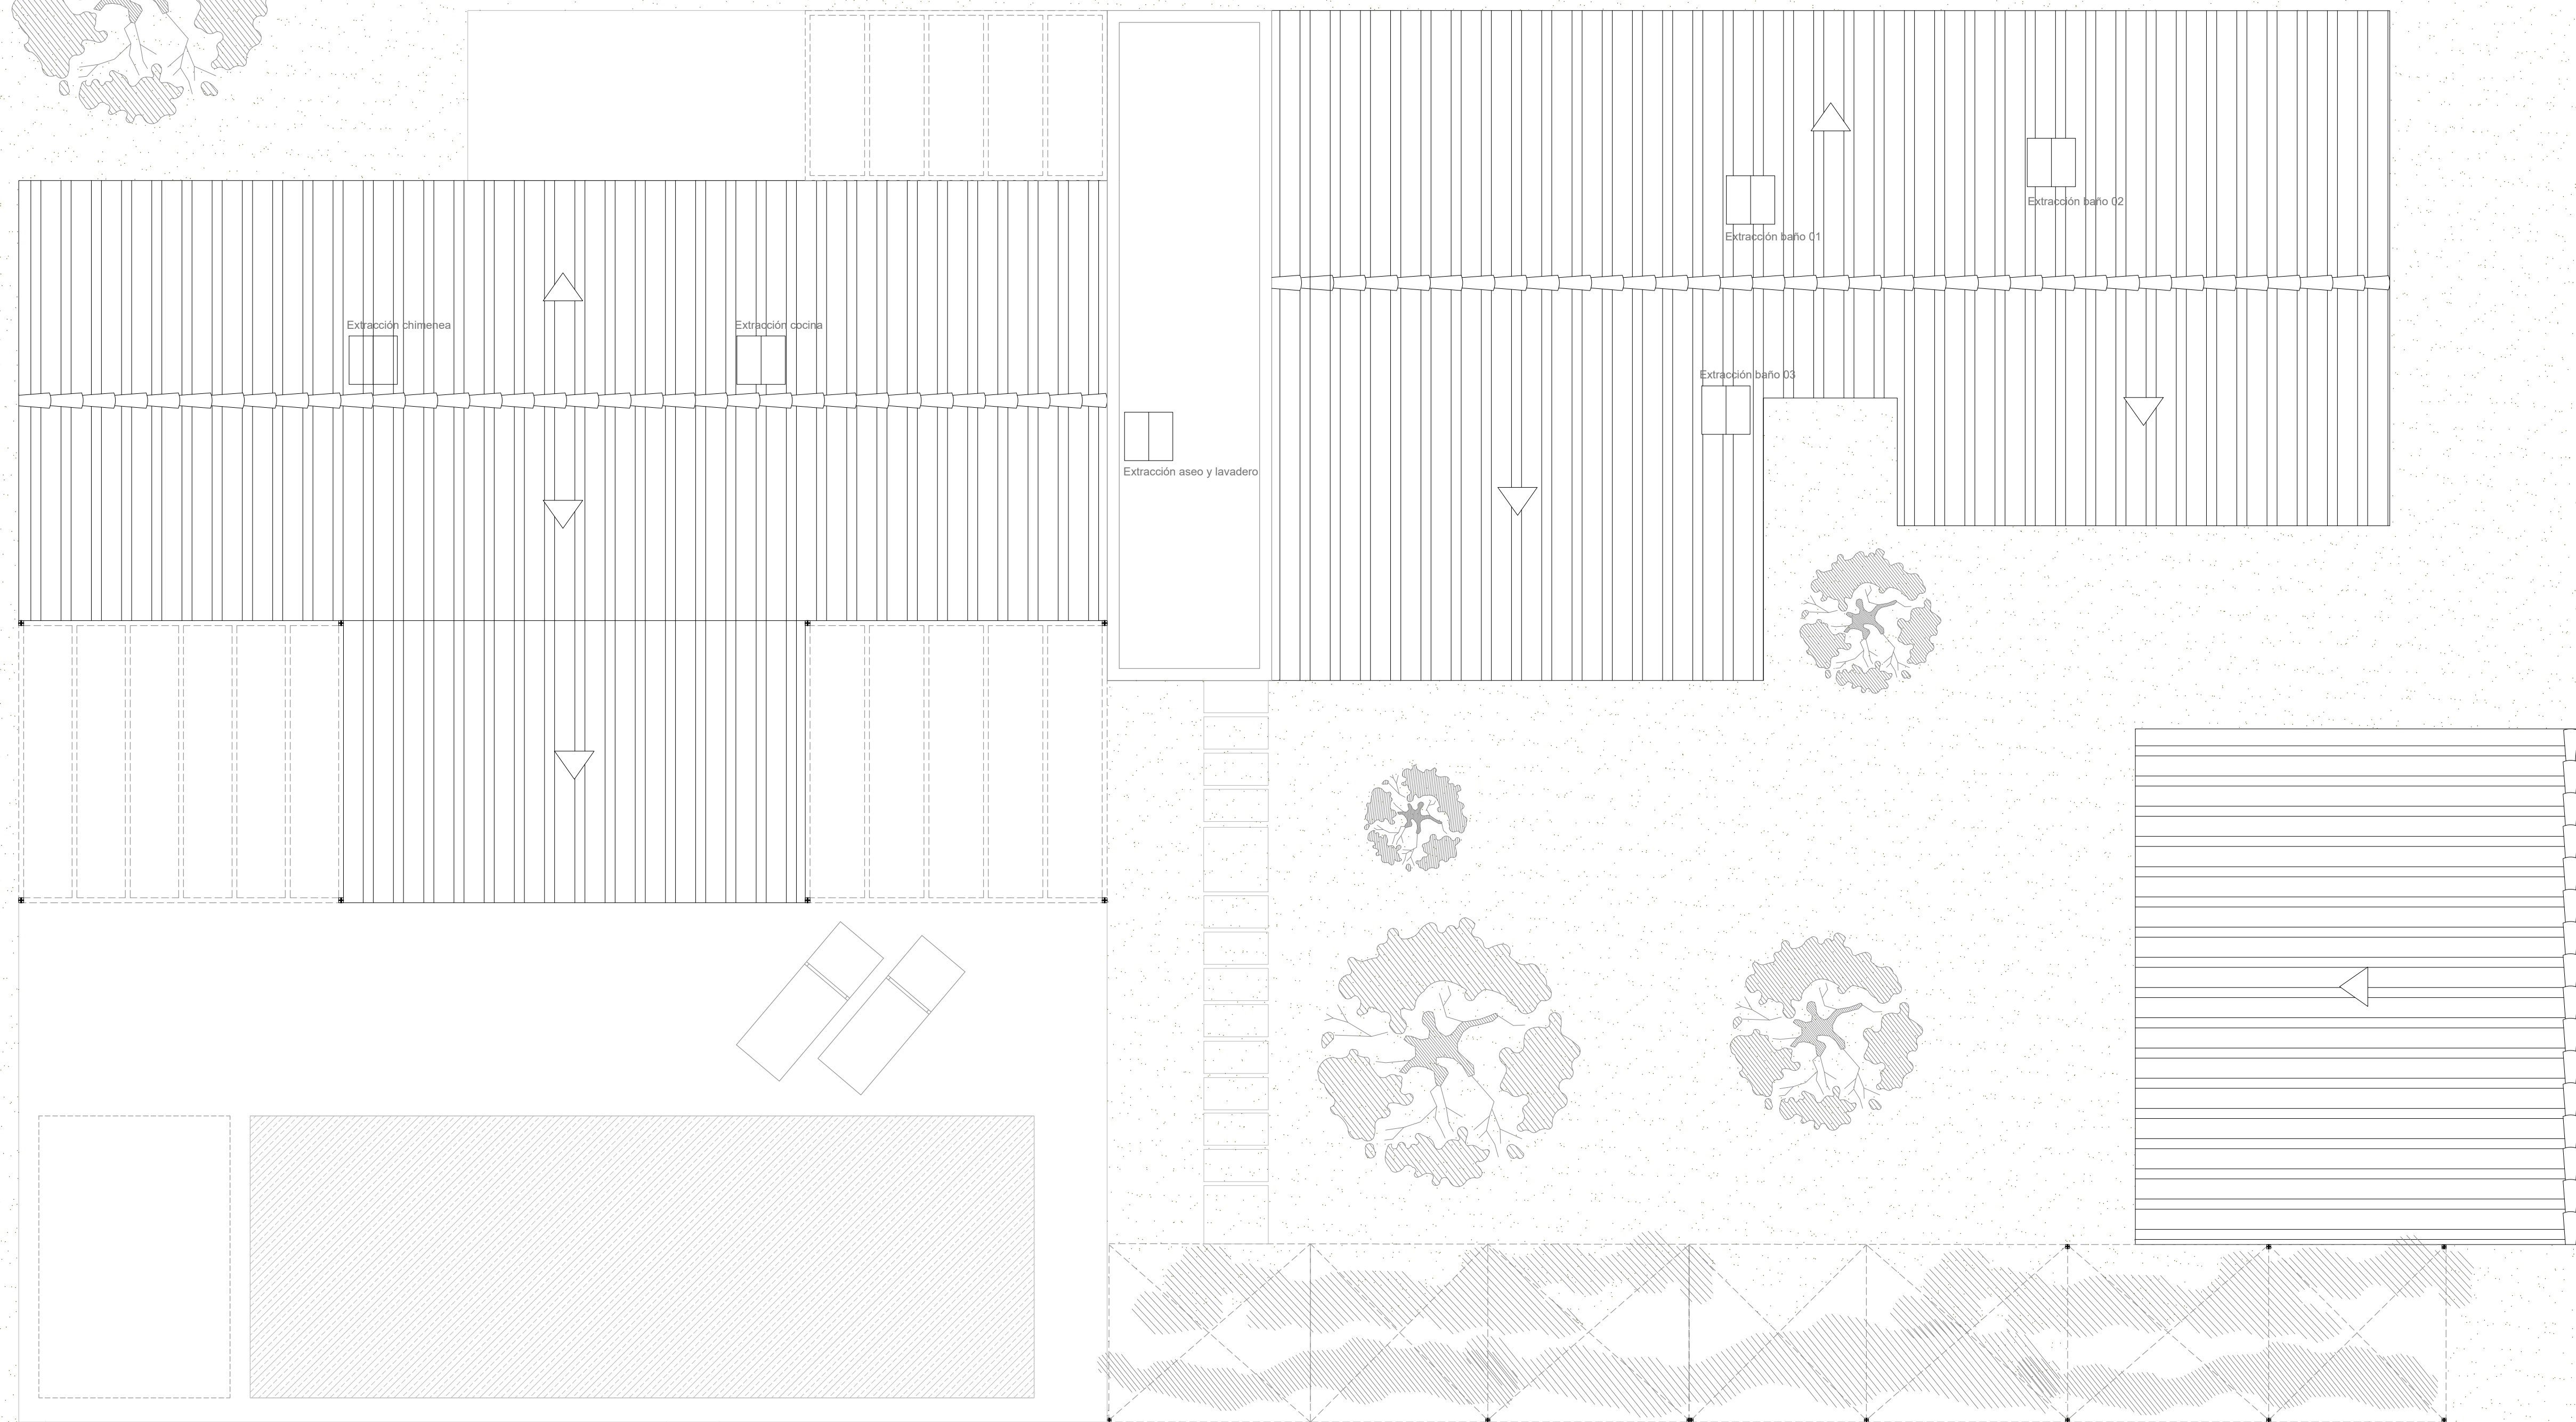 Extracción baño 02
Extracción baño 01
Extracción chimenea
Extracción cocina
Extracción baño 03
Extracción aseo y lavadero